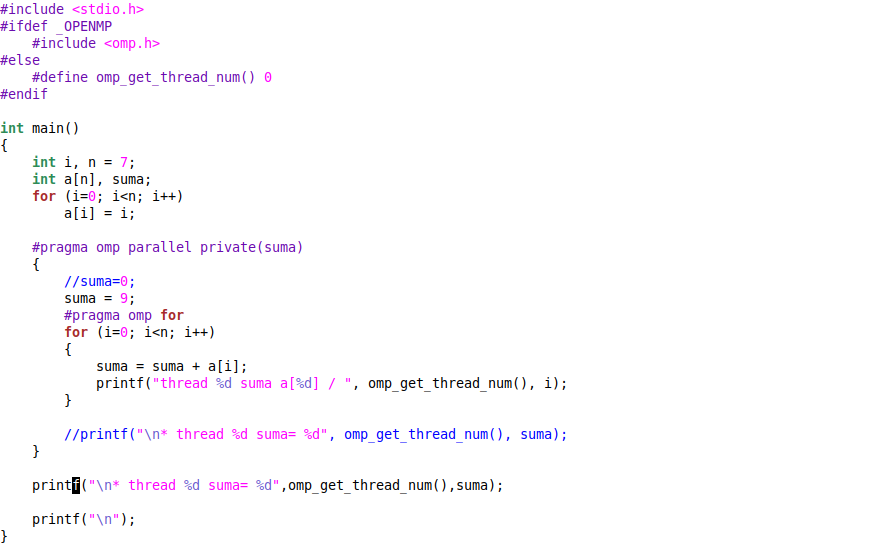 #include <stdio.h>
#ifdef _OPENMP
    #include <omp.h>
#else
    #define omp_get_thread_num() 0
#endif

int main()
{
    int i, n = 7;
    int a[n], suma;
    for (i=0; i<n; i++)
        a[i] = i;

    #pragma omp parallel private(suma)
    {
        //suma=0;
        suma = 9;
        #pragma omp for
        for (i=0; i<n; i++)
        {
            suma = suma + a[i];
            printf("thread %d suma a[%d] / ", omp_get_thread_num(), i);
        }

        //printf("\n* thread %d suma= %d", omp_get_thread_num(), suma);
    }

    printf("\n* thread %d suma= %d",omp_get_thread_num(),suma);

    printf("\n");
}